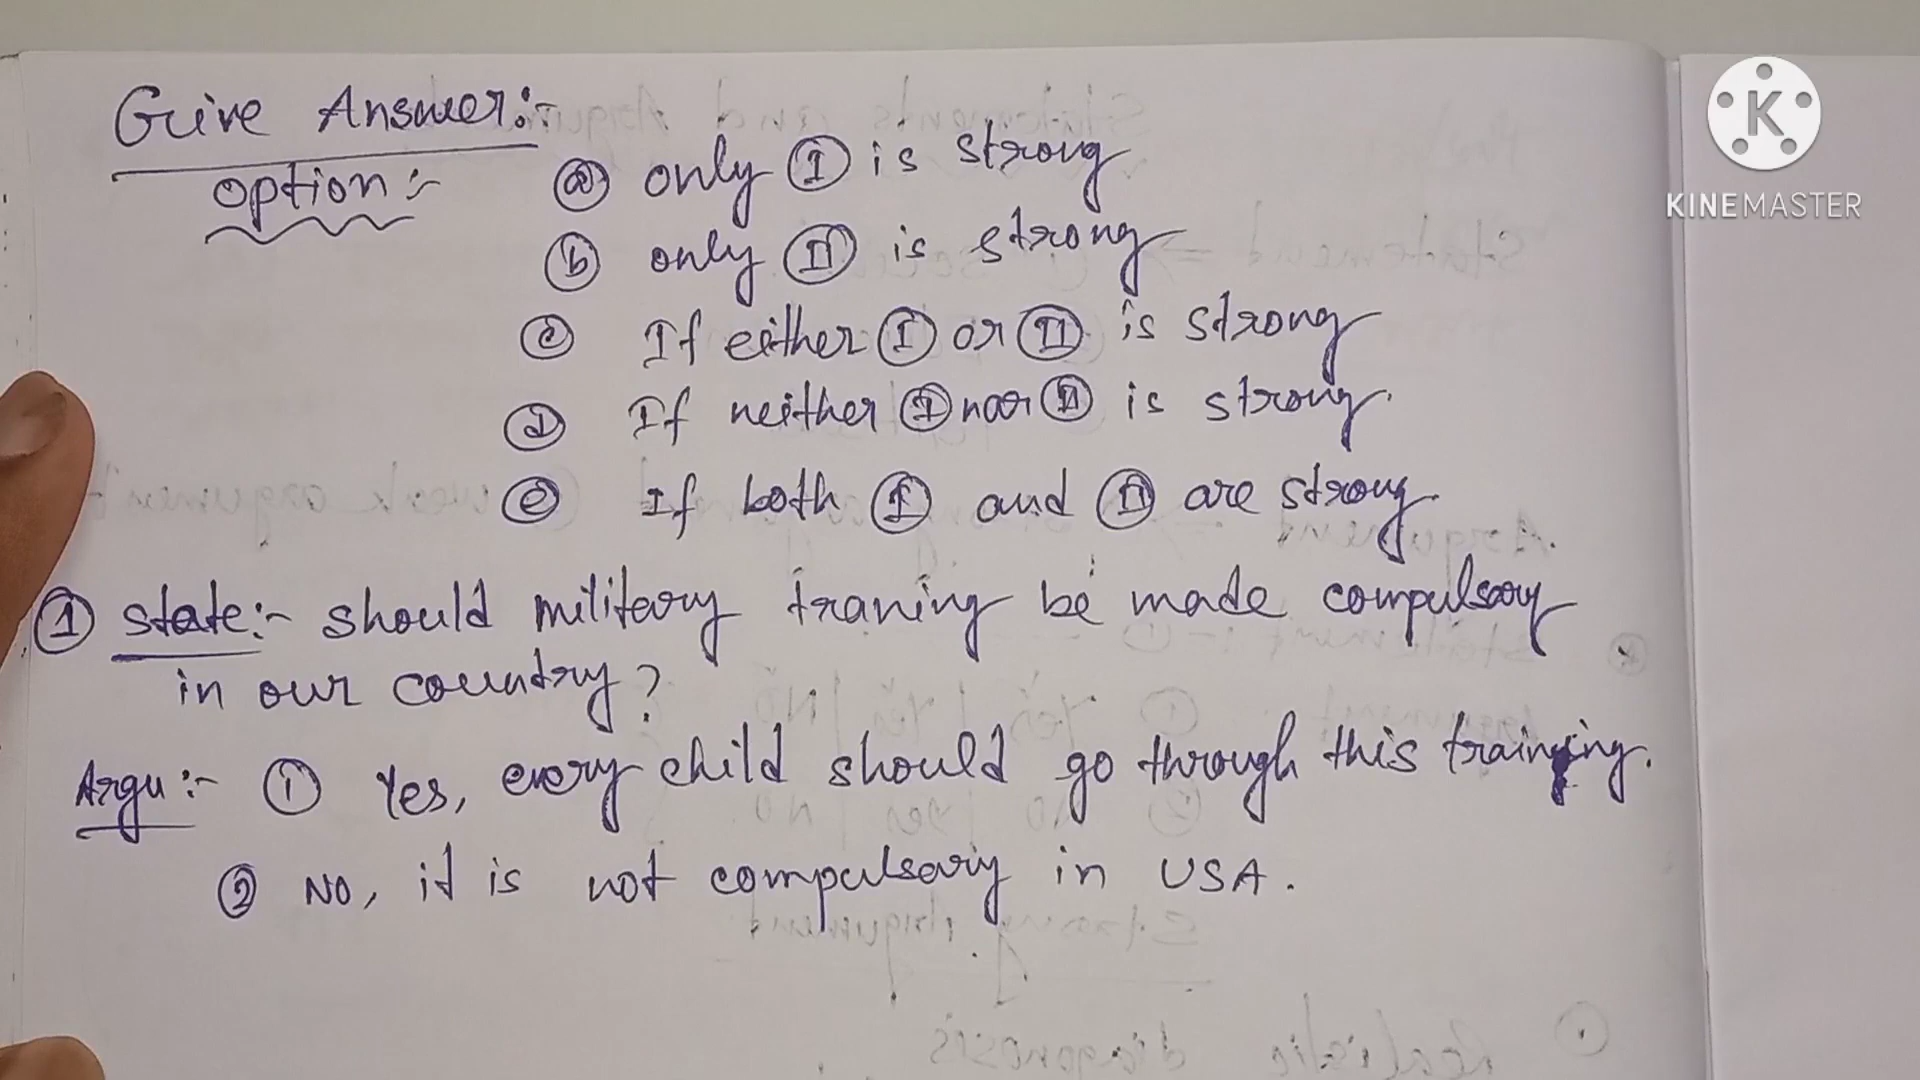 Give Answer:-
option:- ⓐ only Ⓘ is strong
ⓑ only Ⓘⓘ is strong
ⓒ If either Ⓘ or ⒾⒾ is strong
ⓓ If neither Ⓘ nor ⒾⒾ is strong.
ⓔ If both Ⓘ and ⒾⒾ are strong.
① state:- should military traning be made compulsory
in our country?
Argu:- ① Yes, every child should go through this training.
② NO, it is not compulsary in USA.
K
KINEMASTER